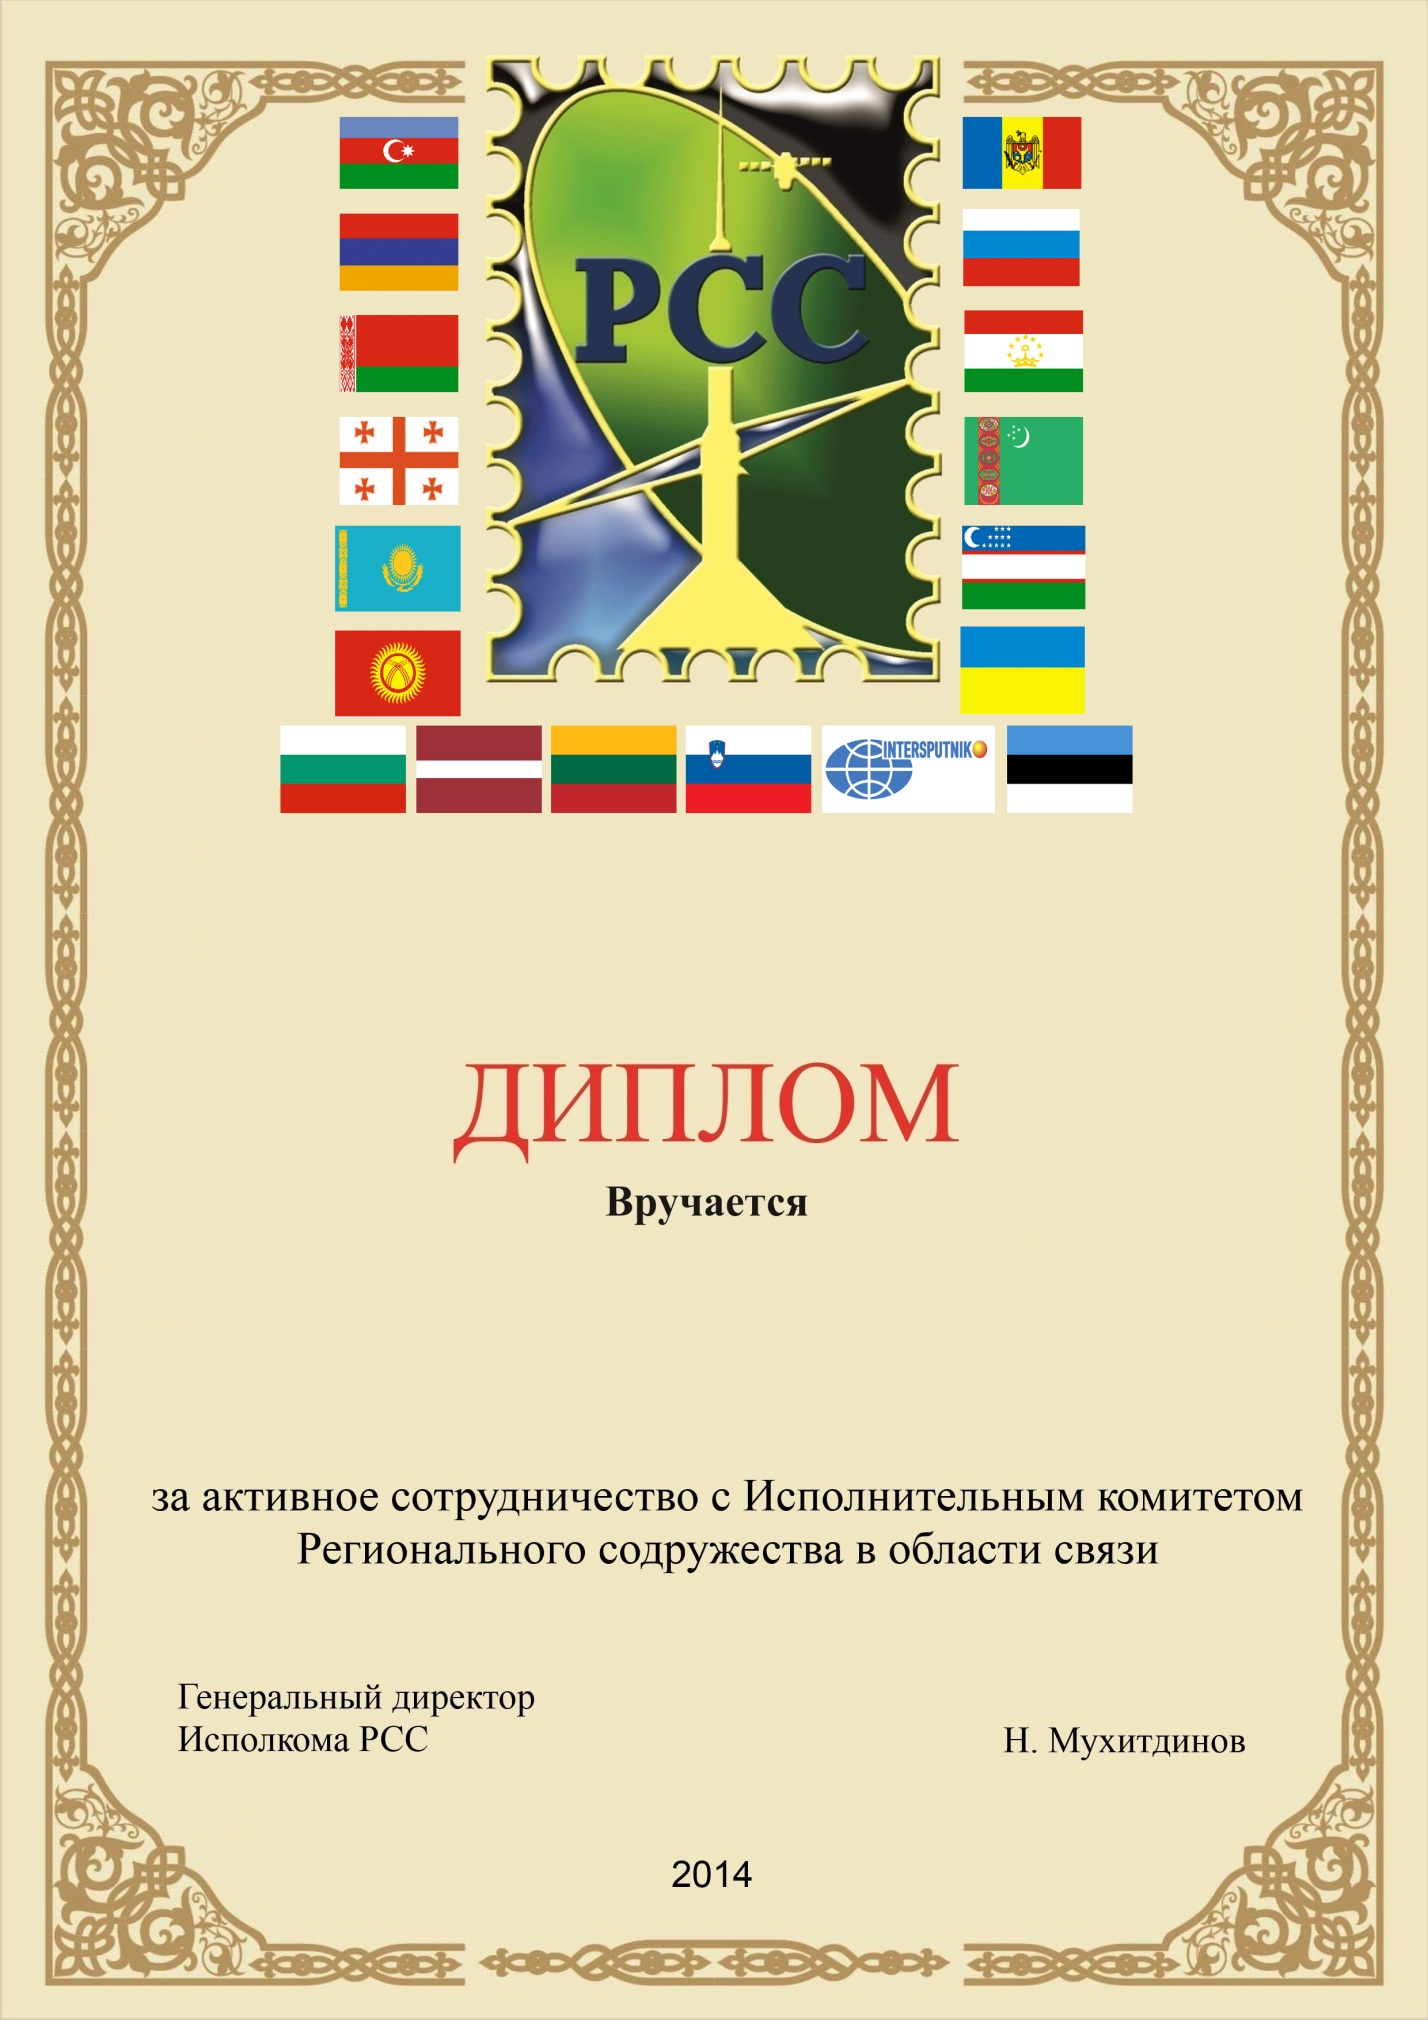 РСС
INTERSPUTNIK
ДИПЛОМ
Вручается
за активное сотрудничество с Исполнительным комитетом
Регионального содружества в области связи
Генеральный директор
Исполкома РСС
Н. Мухитдинов
2014